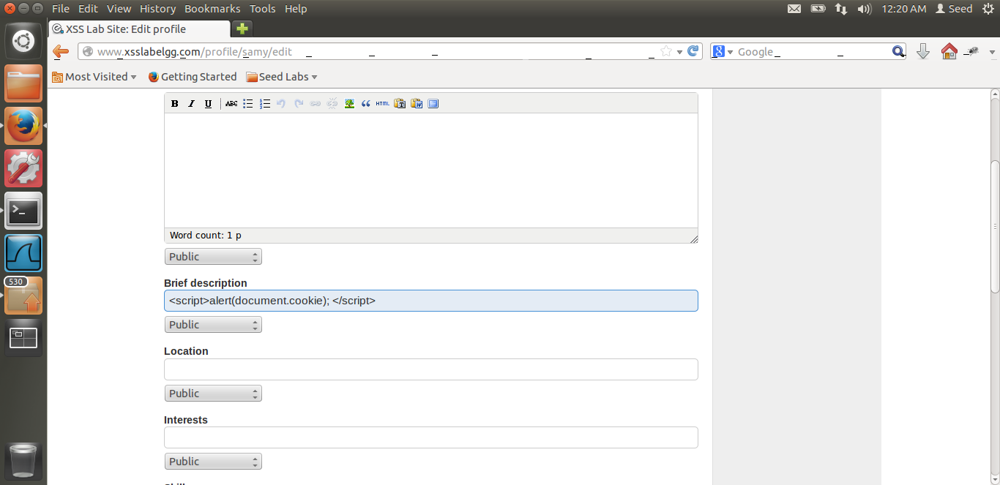 File Edit View History Bookmarks Tools Help 12:20 AM Seed
XSS Lab Site: Edit profile
www.xsslabelgg.com/profile/samy/edit Google
Most Visited Getting Started Seed Labs
B I U ABC HTML
Word count: 1 p
Public
530
Brief description
<script>alert(document.cookie); </script>
Public
Location
Public
Interests
Public